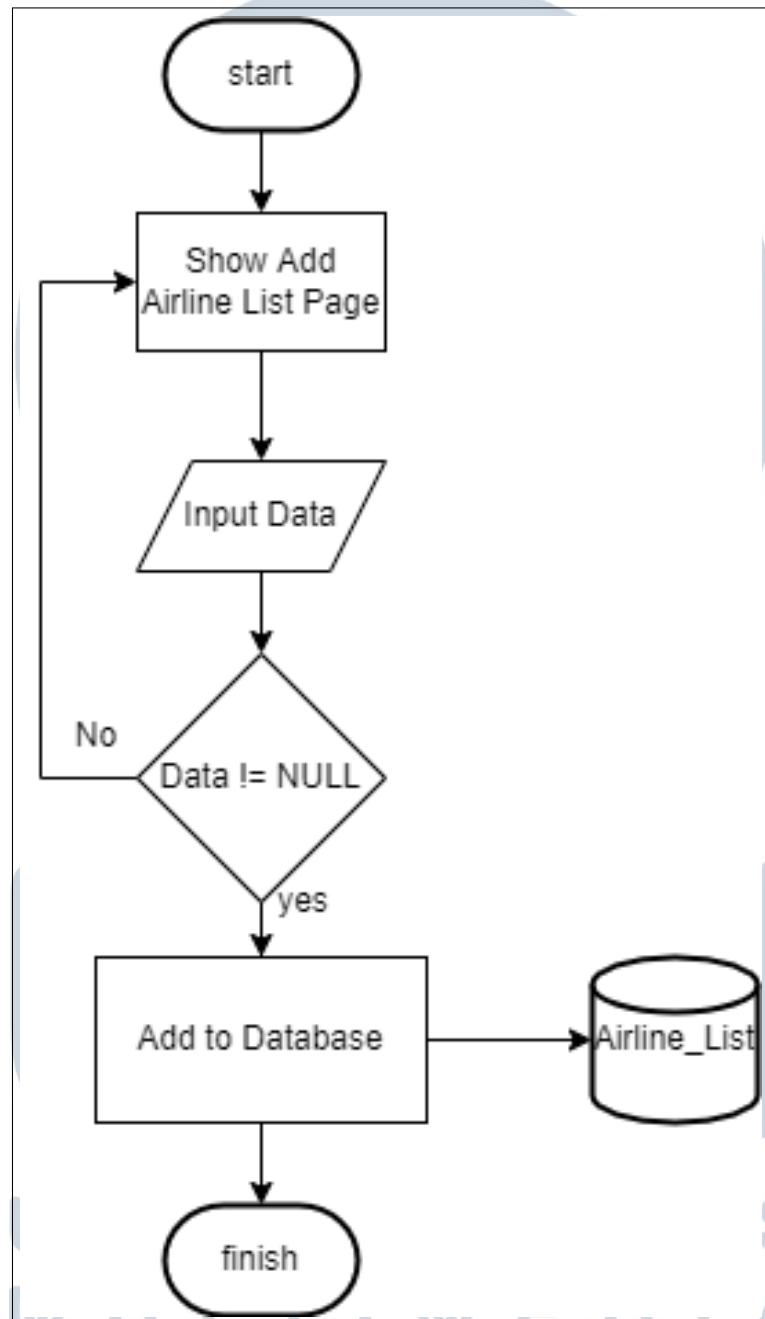 start
Show Add
Airline List Page
Input Data
No
Data != NULL
yes
Add to Database
Airline_List
finish